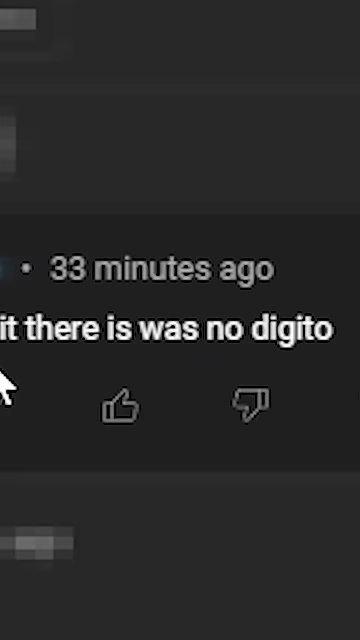 • 33 minutes ago
it there is was no digito